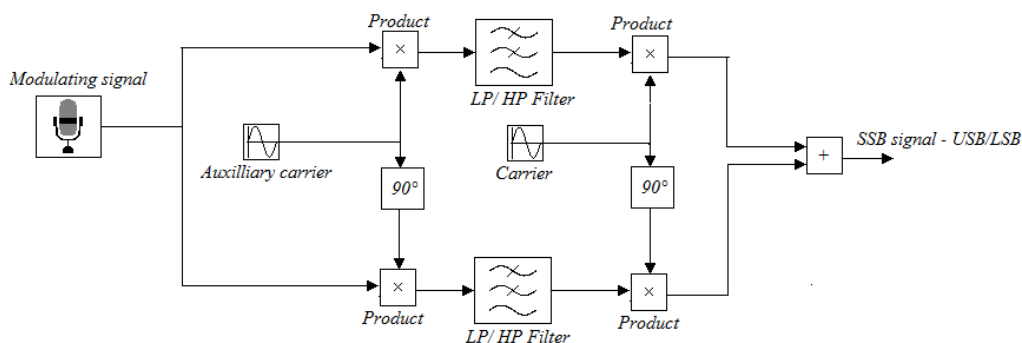 Product
Product
Modulating signal
×
×
LP/ HP Filter
SSB signal - USB/LSB
+
Auxilliary carrier
Carrier
90°
90°
×
×
Product
LP/ HP Filter
Product